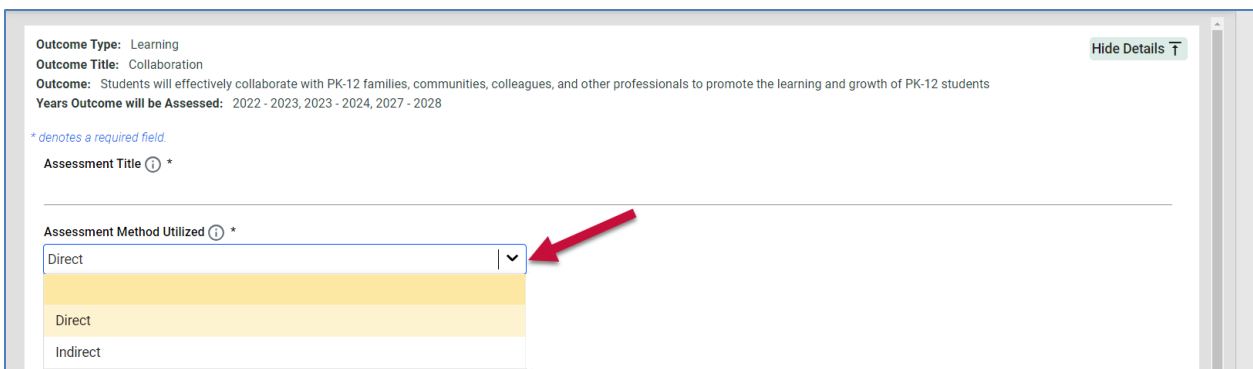 Outcome Type: Learning
Hide Details
Outcome Title: Collaboration
Outcome: Students will effectively collaborate with PK-12 families, communities, colleagues, and other professionals to promote the learning and growth of PK-12 students
Years Outcome will be Assessed: 2022 - 2023, 2023 - 2024, 2027 - 2028
* denotes a required field.
Assessment Title *
Assessment Method Utilized *
Direct
Direct
Indirect